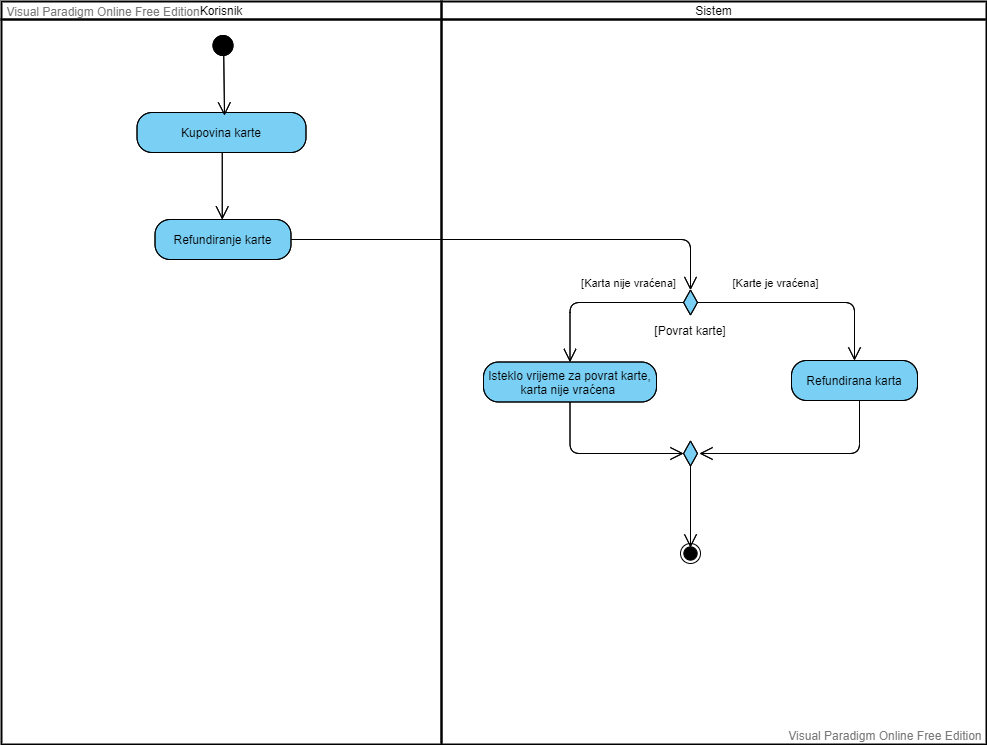 Visual Paradigm Online Free Edition
Korisnik
Sistem
Kupovina karte
Refundiranje karte
[Karta nije vraćena]
[Karte je vraćena]
[Povrat karte]
Isteklo vrijeme za povrat karte,
karta nije vraćena
Refundirana karta
Visual Paradigm Online Free Edition